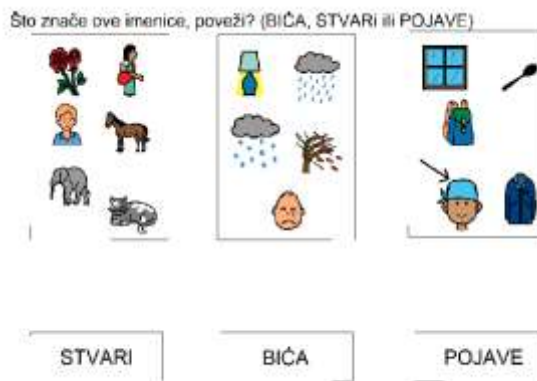 Što znače ove imenice, poveži? (BIĆA, STVARi ili POJAVE)
STVARI
BIĆA
POJAVE